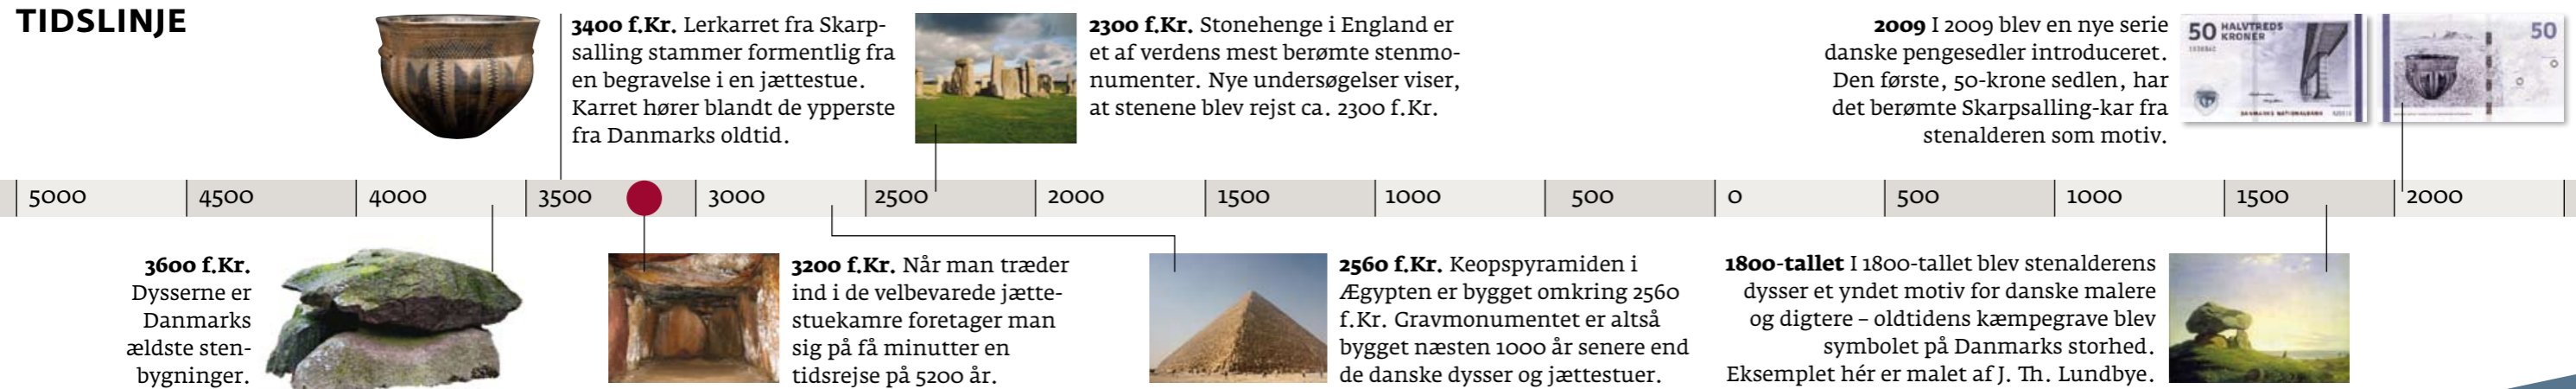 TIDSLINJE
3400 f.Kr. Lerkarret fra Skarp-
salling stammer formentlig fra
en begravelse i en jættestue.
Karret hører blandt de ypperste
fra Danmarks oldtid.
2300 f.Kr. Stonehenge i England er
et af verdens mest berømte stenmo-
numenter. Nye undersøgelser viser,
at stenene blev rejst ca. 2300 f.Kr.
2009 I 2009 blev en nye serie
danske pengesedler introduceret.
Den første, 50-krone sedlen, har
det berømte Skarpsalling-kar fra
stenalderen som motiv.
50 HALVTREDS
KRONER
DANMARKS NATIONALBANK
50
5000 4500 4000 3500 3000 2500 2000 1500 1000 500 0 500 1000 1500 2000
3600 f.Kr.
Dysserne er
Danmarks
ældste sten-
bygninger.
3200 f.Kr. Når man træder
ind i de velbevarede jætte-
stuekamre foretager man
sig på få minutter en
tidsrejse på 5200 år.
2560 f.Kr. Keopspyramiden i
Ægypten er bygget omkring 2560
f.Kr. Gravmonumentet er altså
bygget næsten 1000 år senere end
de danske dysser og jættestuer.
1800-tallet I 1800-tallet blev stenalderens
dysser et yndet motiv for danske malere
og digtere – oldtidens kæmpegrave blev
symbolet på Danmarks storhed.
Eksemplet hér er malet af J. Th. Lundbye.